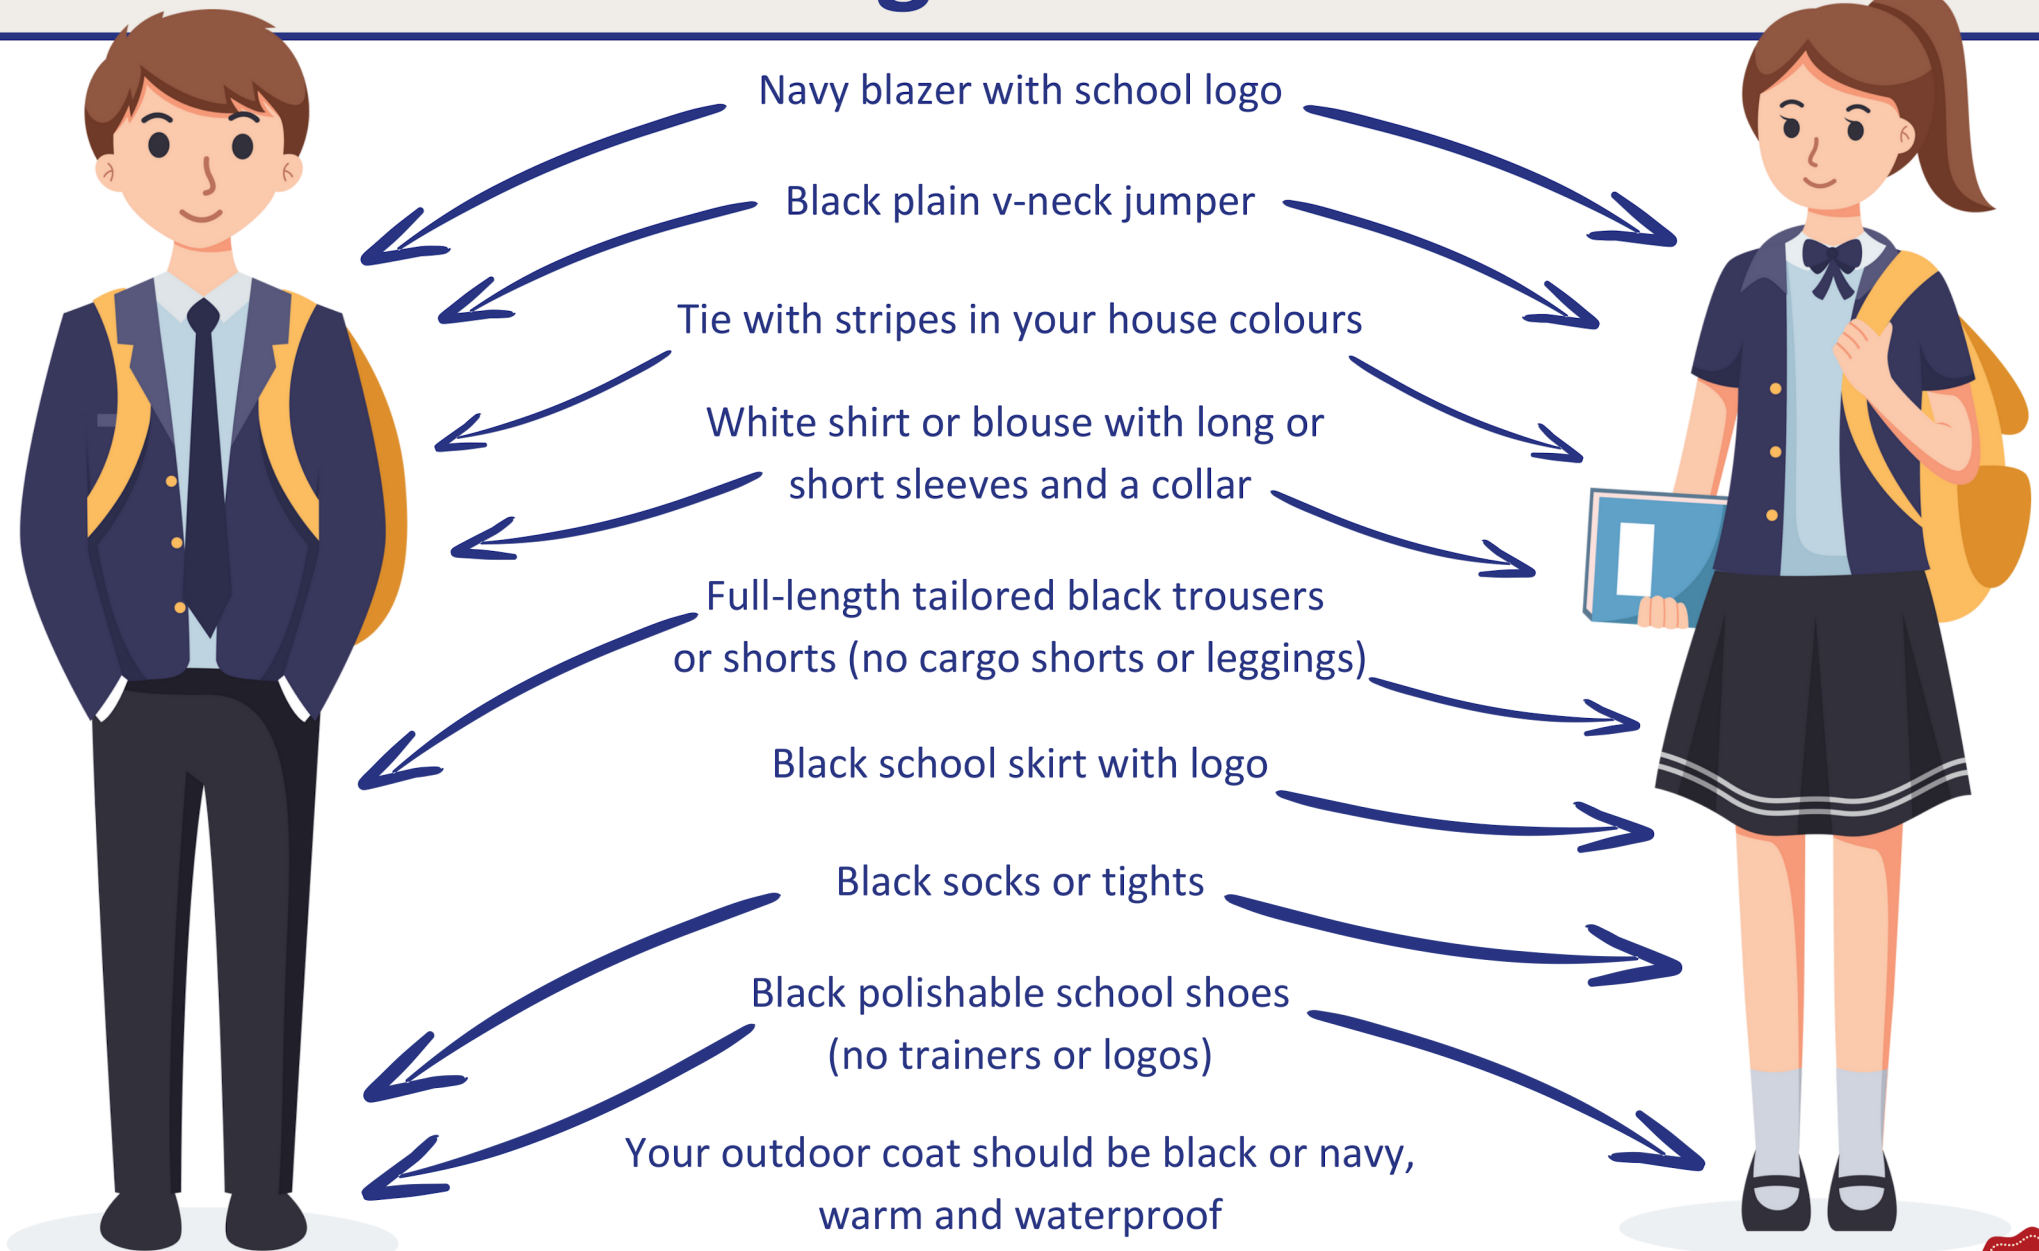 Navy blazer with school logo
Black plain v-neck jumper
Tie with stripes in your house colours
White shirt or blouse with long or
short sleeves and a collar
Full-length tailored black trousers
or shorts (no cargo shorts or leggings)
Black school skirt with logo
Black socks or tights
Black polishable school shoes
(no trainers or logos)
Your outdoor coat should be black or navy,
warm and waterproof